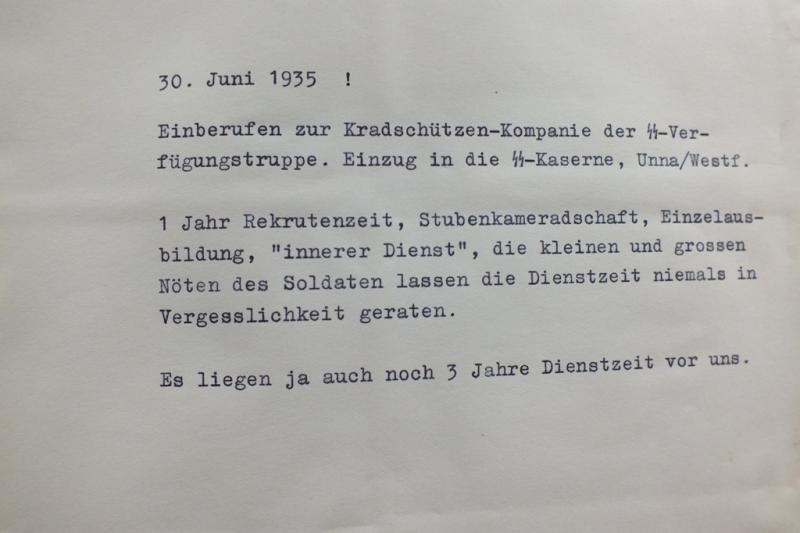 30. Juni 1935 !
Einberufen zur Kradschützen-Kompanie der ᛋᛋ-Ver-
fügungstruppe. Einzug in die ᛋᛋ-Kaserne, Unna/Westf.
1 Jahr Rekrutenzeit, Stubenkameradschaft, Einzelaus-
bildung, "innerer Dienst", die kleinen und grossen
Nöten des Soldaten lassen die Dienstzeit niemals in
Vergesslichkeit geraten.
Es liegen ja auch noch 3 Jahre Dienstzeit vor uns.